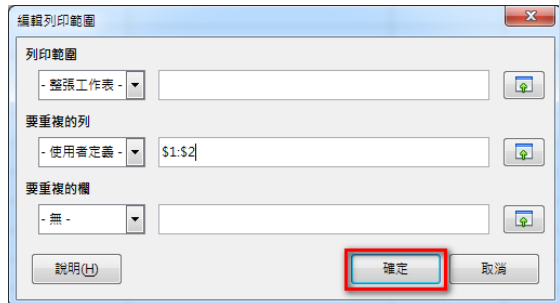 編輯列印範圍
列印範圍
- 整張工作表 -
要重複的列
- 使用者定義 - $1:$2
要重複的欄
- 無 -
說明(H) 確定 取消